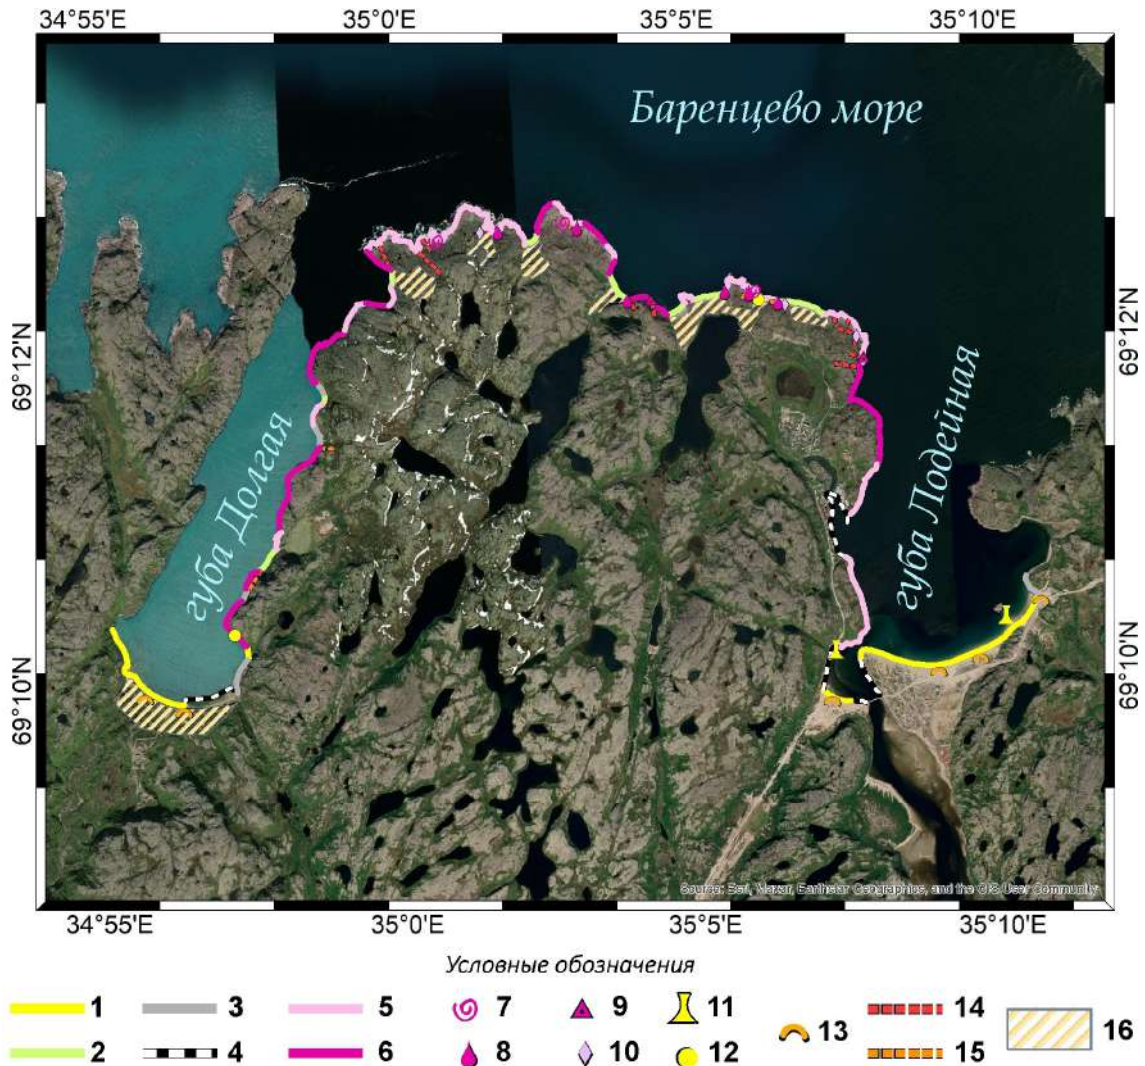 34°55'E 35°0'E 35°5'E 35°10'E
Баренцево море
69°12'N 69°12'N
губа Долгая
губа Лодейная
69°10'N 69°10'N
Source: Esri, Maxar, Earthstar Geographics, and the GIS User Community
34°55'E 35°0'E 35°5'E 35°10'E
Условные обозначения
1 3 5 7 9 11 13 14 16
2 4 6 8 10 12 15